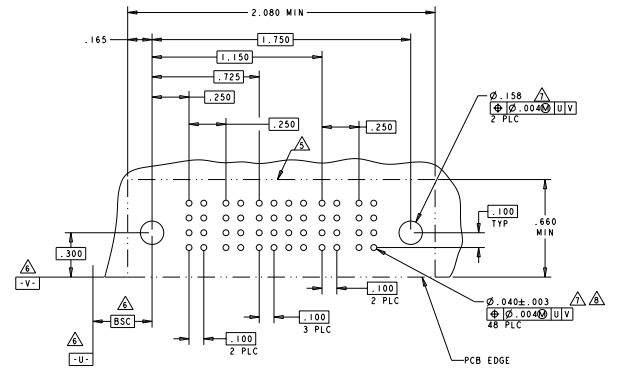 2.080 MIN
.165
1.750
1.150
.725
.250
.250
.250
Ø.158 7
⌖ Ø.004Ⓜ U V
2 PLC
5
.100
TYP
.660
MIN
.300
6
-V-
6
BSC
6
-U-
.100
2 PLC
.100
3 PLC
.100
2 PLC
Ø.040±.003 7 8
⌖ Ø.004Ⓜ U V
48 PLC
PCB EDGE